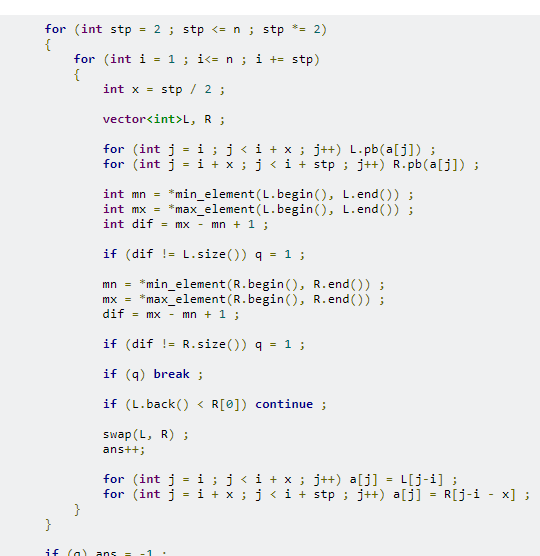 for (int stp = 2 ; stp <= n ; stp *= 2)
{
for (int i = 1 ; i<= n ; i += stp)
{
int x = stp / 2 ;
vector<int>L, R ;
for (int j = i ; j < i + x ; j++) L.pb(a[j]) ;
for (int j = i + x ; j < i + stp ; j++) R.pb(a[j]) ;
int mn = *min_element(L.begin(), L.end()) ;
int mx = *max_element(L.begin(), L.end()) ;
int dif = mx - mn + 1 ;
if (dif != L.size()) q = 1 ;
mn = *min_element(R.begin(), R.end()) ;
mx = *max_element(R.begin(), R.end()) ;
dif = mx - mn + 1 ;
if (dif != R.size()) q = 1 ;
if (q) break ;
if (L.back() < R[0]) continue ;
swap(L, R) ;
ans++;
for (int j = i ; j < i + x ; j++) a[j] = L[j-i] ;
for (int j = i + x ; j < i + stp ; j++) a[j] = R[j-i - x] ;
}
}
if (q) ans = -1 ;